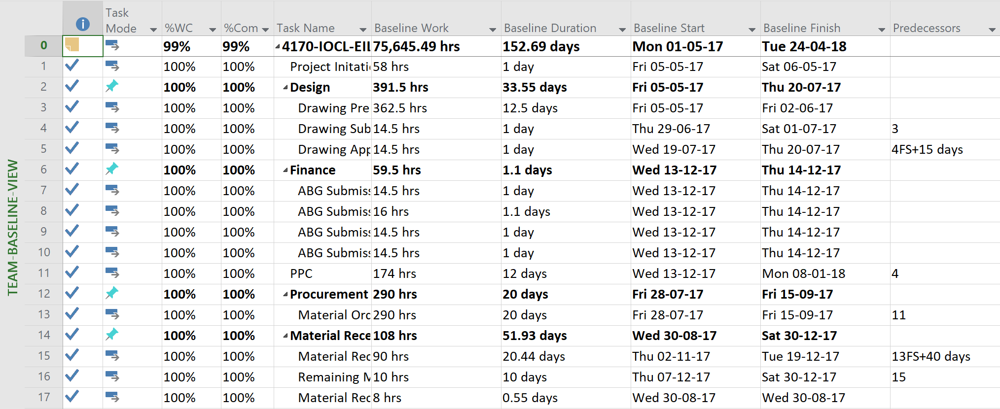 Task Mode %WC %Com Task Name Baseline Work Baseline Duration Baseline Start Baseline Finish Predecessors
0 99% 99% 4170-IOCL-EIL 75,645.49 hrs 152.69 days Mon 01-05-17 Tue 24-04-18
1 100% 100% Project Initati 58 hrs 1 day Fri 05-05-17 Sat 06-05-17
2 100% 100% Design 391.5 hrs 33.55 days Fri 05-05-17 Thu 20-07-17
3 100% 100% Drawing Pre 362.5 hrs 12.5 days Fri 05-05-17 Fri 02-06-17
4 100% 100% Drawing Sub 14.5 hrs 1 day Thu 29-06-17 Sat 01-07-17 3
5 100% 100% Drawing App 14.5 hrs 1 day Wed 19-07-17 Thu 20-07-17 4FS+15 days
6 100% 100% Finance 59.5 hrs 1.1 days Wed 13-12-17 Thu 14-12-17
7 100% 100% ABG Submiss 14.5 hrs 1 day Wed 13-12-17 Thu 14-12-17
8 100% 100% ABG Submiss 16 hrs 1.1 days Wed 13-12-17 Thu 14-12-17
9 100% 100% ABG Submiss 14.5 hrs 1 day Wed 13-12-17 Thu 14-12-17
10 100% 100% ABG Submiss 14.5 hrs 1 day Wed 13-12-17 Thu 14-12-17
11 100% 100% PPC 174 hrs 12 days Wed 13-12-17 Mon 08-01-18 4
12 100% 100% Procurement 290 hrs 20 days Fri 28-07-17 Fri 15-09-17
13 100% 100% Material Ord 290 hrs 20 days Fri 28-07-17 Fri 15-09-17 11
14 100% 100% Material Rece 108 hrs 51.93 days Wed 30-08-17 Sat 30-12-17
15 100% 100% Material Rec 90 hrs 20.44 days Thu 02-11-17 Tue 19-12-17 13FS+40 days
16 100% 100% Remaining M 10 hrs 10 days Thu 07-12-17 Sat 30-12-17 15
17 100% 100% Material Rec 8 hrs 0.55 days Wed 30-08-17 Wed 30-08-17
TEAM-BASELINE-VIEW